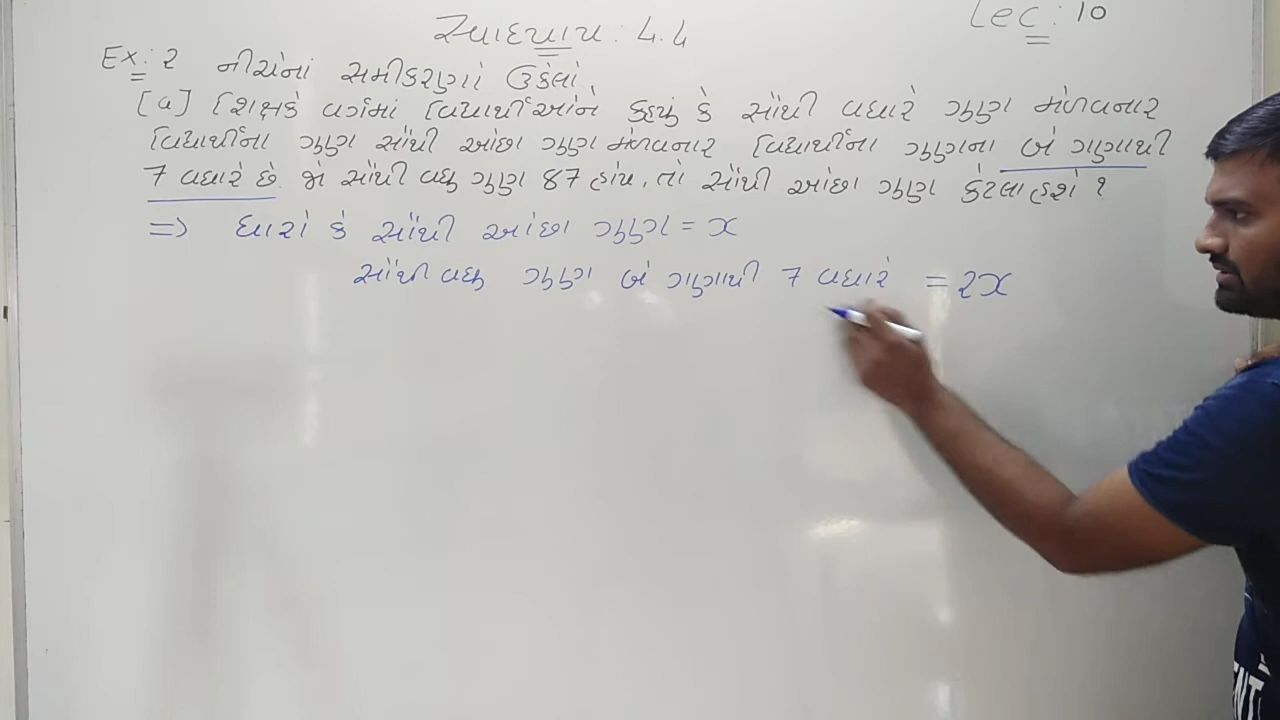 સ્વાધ્યાય : 4.4
Lec : 10
Ex : 2 નીચેનાં સમીકરણો ઉકેલો
[a] શિક્ષકે વર્ગમાં વિદ્યાર્થીઓને કહ્યું કે સૌથી વધારે ગુણ મેળવનાર
વિદ્યાર્થીના ગુણ સૌથી ઓછા ગુણ મેળવનાર વિદ્યાર્થીના ગુણના બે ગણાથી
7 વધારે છે. જો સૌથી વધુ ગુણ 87 હોય, તો સૌથી ઓછા ગુણ કેટલા હશે ?
=> ધારો કે સૌથી ઓછા ગુણ = x
સૌથી વધુ ગુણ બે ગણાથી 7 વધારે = 2x